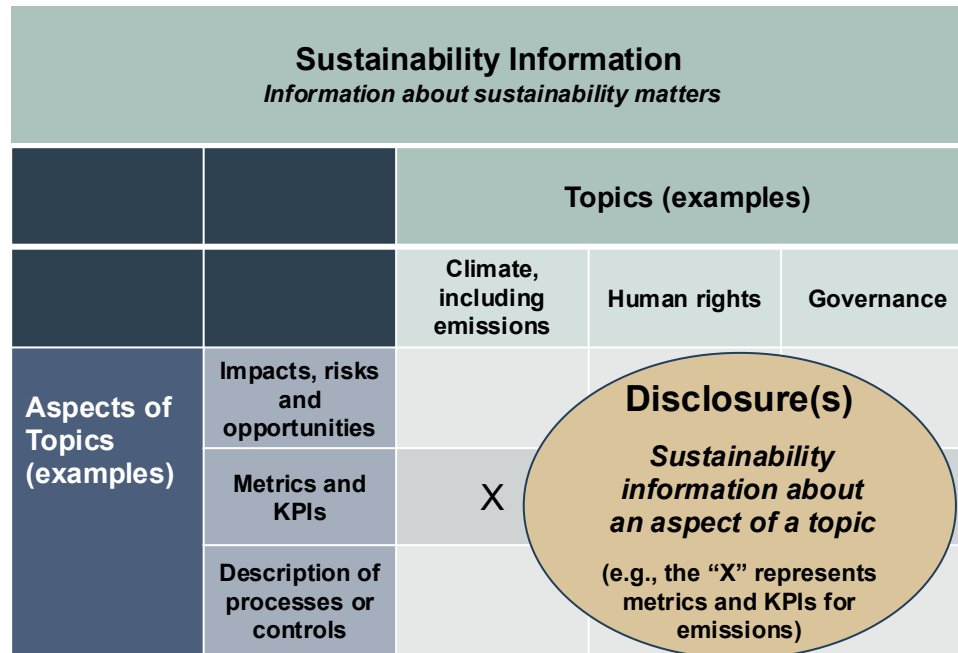 Sustainability Information
Information about sustainability matters
Topics (examples)
Climate,
including
emissions
Human rights
Governance
Aspects of
Topics
(examples)
Impacts, risks
and
opportunities
Metrics and
KPIs
X
Description of
processes or
controls
Disclosure(s)
Sustainability
information about
an aspect of a topic
(e.g., the “X” represents
metrics and KPIs for
emissions)